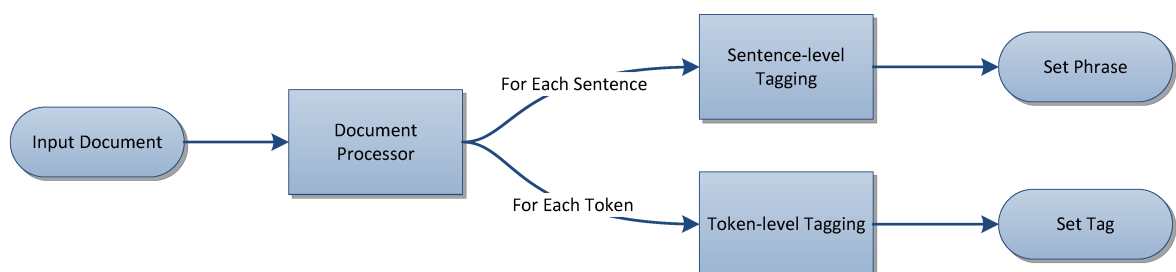 Input Document
Document
Processor
For Each Sentence
Sentence-level
Tagging
Set Phrase
For Each Token
Token-level Tagging
Set Tag